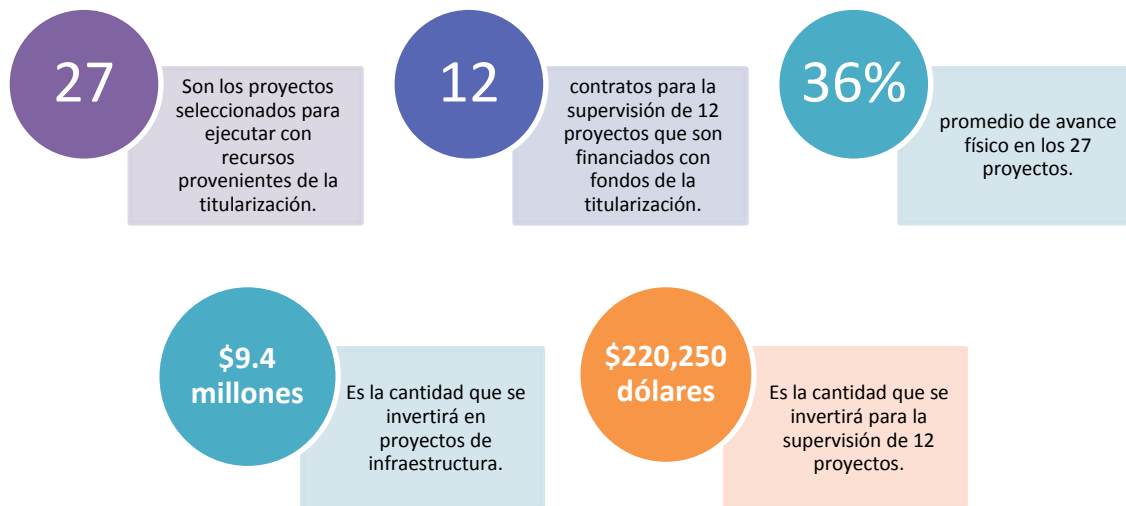 27
Son los proyectos
seleccionados para
ejecutar con
recursos
provenientes de la
titularización.
12
contratos para la
supervisión de 12
proyectos que son
financiados con
fondos de la
titularización.
36%
promedio de avance
físico en los 27
proyectos.
$9.4
millones
Es la cantidad que se
invertirá en
proyectos de
infraestructura.
$220,250
dólares
Es la cantidad que se
invertirá para la
supervisión de 12
proyectos.